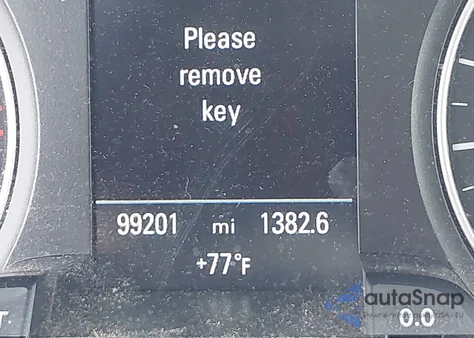 Please
remove
key
99201 mi 1382.6
+77°F
autoSnap
0.0